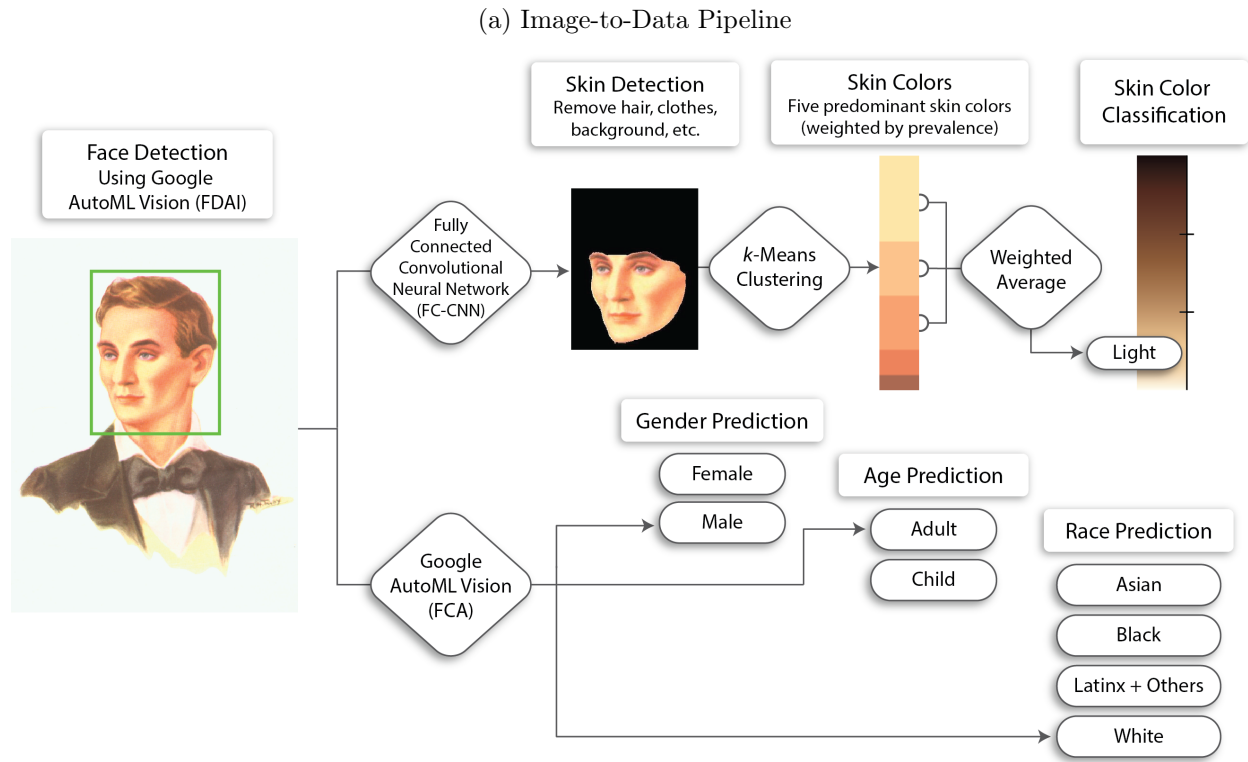 (a) Image-to-Data Pipeline
Face Detection
Using Google
AutoML Vision (FDAI)
Fully
Connected
Convolutional
Neural Network
(FC-CNN)
Skin Detection
Remove hair, clothes,
background, etc.
k-Means
Clustering
Skin Colors
Five predominant skin colors
(weighted by prevalence)
Weighted
Average
Skin Color
Classification
Light
Google
AutoML Vision
(FCA)
Gender Prediction
Female
Male
Age Prediction
Adult
Child
Race Prediction
Asian
Black
Latinx + Others
White